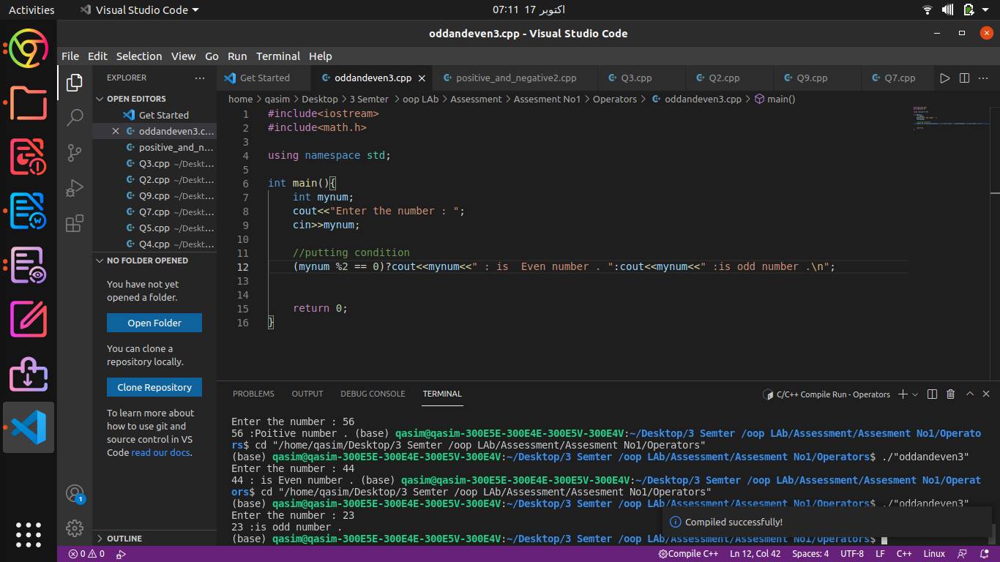 Activities
Visual Studio Code
07:11 17 اکتوبر
oddandeven3.cpp - Visual Studio Code
File Edit Selection View Go Run Terminal Help
EXPLORER
OPEN EDITORS
Get Started
oddandeven3.c...
positive_and_n...
Q3.cpp ~/Deskt...
Q2.cpp ~/Deskt...
Q9.cpp ~/Deskt...
Q7.cpp ~/Deskt...
Q5.cpp ~/Deskt...
Q4.cpp ~/Deskt...
NO FOLDER OPENED
You have not yet
opened a folder.
Open Folder
You can clone a
repository locally.
Clone Repository
To learn more about
how to use git and
source control in VS
Code read our docs.
OUTLINE
Get Started oddandeven3.cpp positive_and_negative2.cpp Q3.cpp Q2.cpp Q9.cpp Q7.cpp
home > qasim > Desktop > 3 Semter > oop LAb > Assessment > Assesment No1 > Operators > oddandeven3.cpp > main()
1 #include<iostream>
2 #include<math.h>
3
4 using namespace std;
5
6 int main(){
7 int mynum;
8 cout<<"Enter the number : ";
9 cin>>mynum;
10
11 //putting condition
12 (mynum %2 == 0)?cout<<mynum<<" : is  Even number . ":cout<<mynum<<" :is odd number .\n";
13
14
15 return 0;
16 }
PROBLEMS OUTPUT DEBUG CONSOLE TERMINAL
C/C++ Compile Run - Operators
Enter the number : 56
56 :Poitive number . (base) qasim@qasim-300E5E-300E4E-300E5V-300E4V:~/Desktop/3 Semter /oop LAb/Assessment/Assesment No1/Operato
rs$ cd "/home/qasim/Desktop/3 Semter /oop LAb/Assessment/Assesment No1/Operators"
(base) qasim@qasim-300E5E-300E4E-300E5V-300E4V:~/Desktop/3 Semter /oop LAb/Assessment/Assesment No1/Operators$ ./"oddandeven3"
Enter the number : 44
44 : is Even number . (base) qasim@qasim-300E5E-300E4E-300E5V-300E4V:~/Desktop/3 Semter /oop LAb/Assessment/Assesment No1/Operat
ors$ cd "/home/qasim/Desktop/3 Semter /oop LAb/Assessment/Assesment No1/Operators"
(base) qasim@qasim-300E5E-300E4E-300E5V-300E4V:~/Desktop/3 Semter /oop LAb/Assessment/Assesment No1/Operators$ ./"oddandeven3"
Enter the number : 23
23 :is odd number .
(base) qasim@qasim-300E5E-300E4E-300E5V-300E4V:~/Desktop/3 Semter /oop LAb/Assessment/Assesment No1/Operators$
Compiled successfully!
1
0 0
Compile C++ Ln 12, Col 42 Spaces: 4 UTF-8 LF C++ Linux